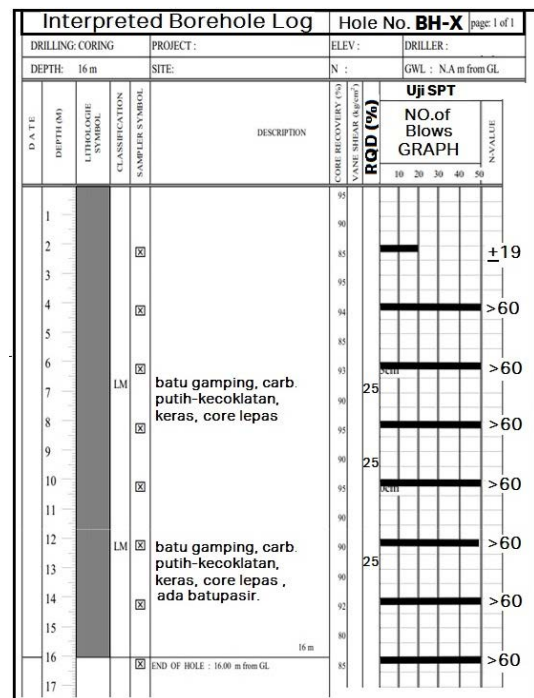 Interpreted Borehole Log Hole No. BH-X page: 1 of 1
DRILLING: CORING PROJECT : ELEV : DRILLER :
DEPTH: 16 m SITE: N : GWL : N.A m from GL
DATE
DEPTH (M)
LITHOLOGIE SYMBOL
CLASSIFICATION
SAMPLER SYMBOL
DESCRIPTION
CORE RECOVERY (%)
VANE SHEAR (kg/cm²)
RQD (%)
Uji SPT
NO.of
Blows
GRAPH
10 20 30 40 50
N-VALUE
95
1
90
2 85 ±19
3 95
4 94 >60
5 85
6 93 >60
LM batu gamping, carb.
7 25
putih-kecoklatan,
keras, core lepas
90
8 95 >60
9 90 25
10 95 >60
11 90
12 LM batu gamping, carb. 90 >60
putih-kecoklatan,
13 25
keras, core lepas ,
90
ada batupasir.
14 92 >60
15 80
16 m
16 END OF HOLE : 16.00 m from GL 85 >60
17